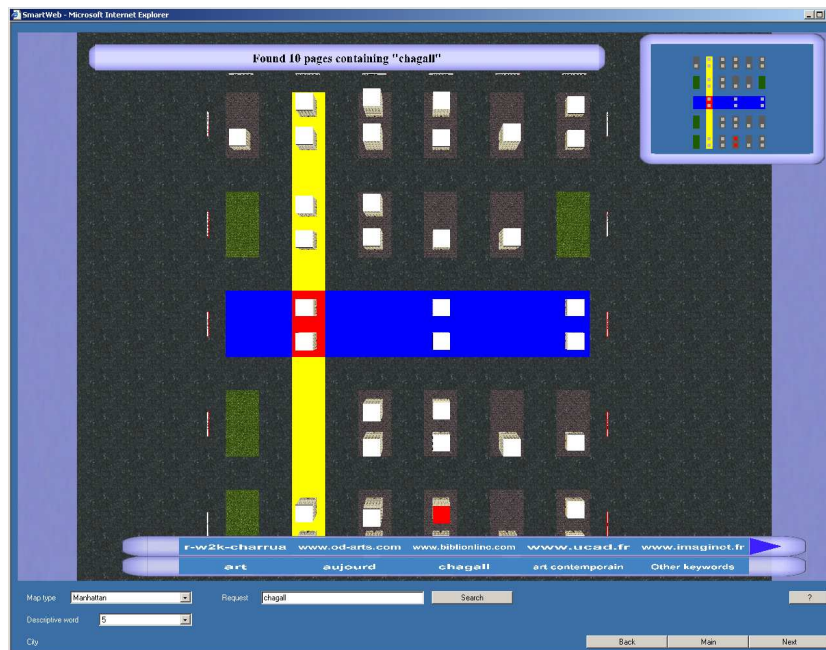 SmartWeb - Microsoft Internet Explorer
Found 10 pages containing "chagall"
r-w2k-charrua www.od-arts.com www.biblionline.com www.ucad.fr www.imaginet.fr
art aujourd chagall art contemporain Other keywords
Map type Manhattan Request chagall Search ?
Descriptive word 5
City Back Main Next